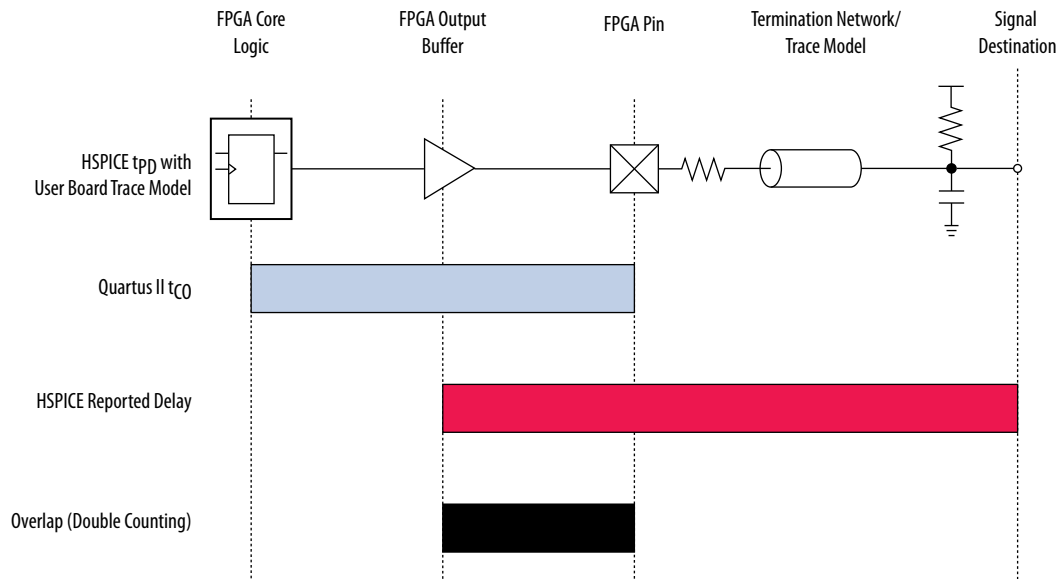 FPGA Core
Logic
FPGA Output
Buffer
FPGA Pin
Termination Network/
Trace Model
Signal
Destination
HSPICE tPD with
User Board Trace Model
Quartus II tCO
HSPICE Reported Delay
Overlap (Double Counting)